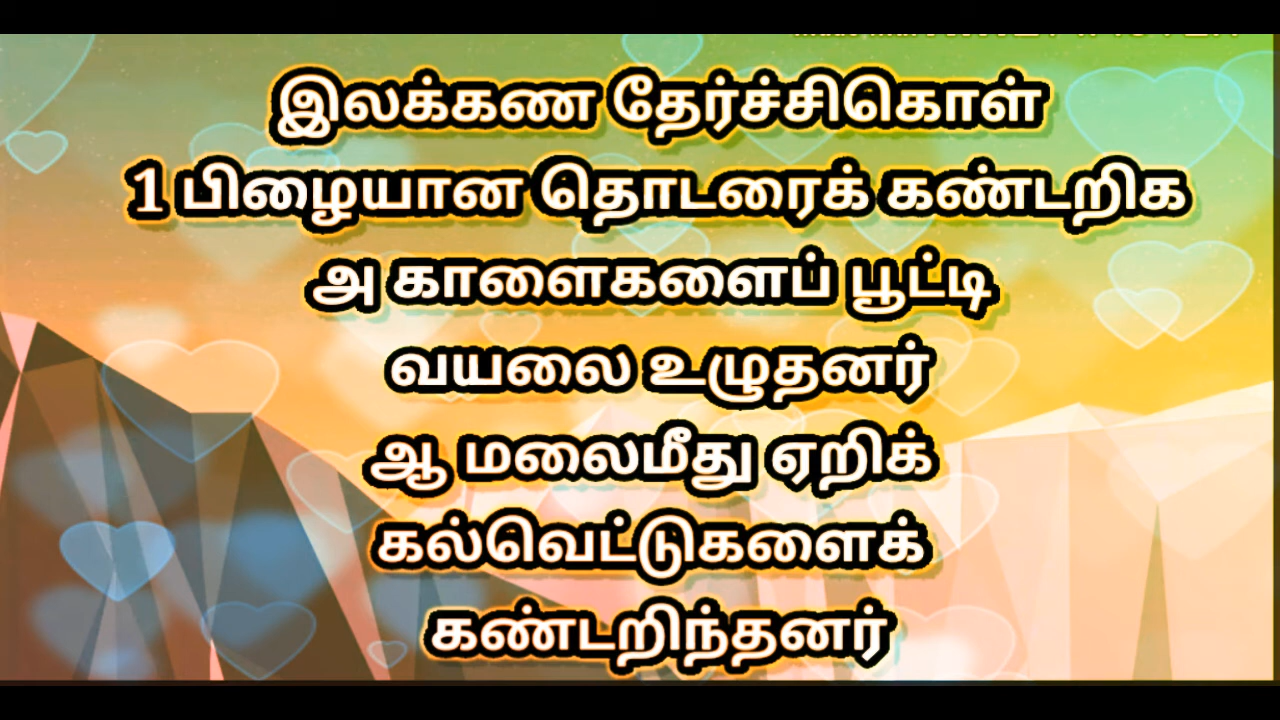 இலக்கண தேர்ச்சிகொள்
1 பிழையான தொடரைக் கண்டறிக
அ காளைகளைப் பூட்டி
வயலை உழுதனர்
ஆ மலைமீது ஏறிக்
கல்வெட்டுகளைக்
கண்டறிந்தனர்